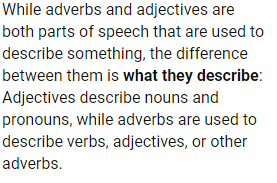 While adverbs and adjectives are
both parts of speech that are used to
describe something, the difference
between them is what they describe:
Adjectives describe nouns and
pronouns, while adverbs are used to
describe verbs, adjectives, or other
adverbs.